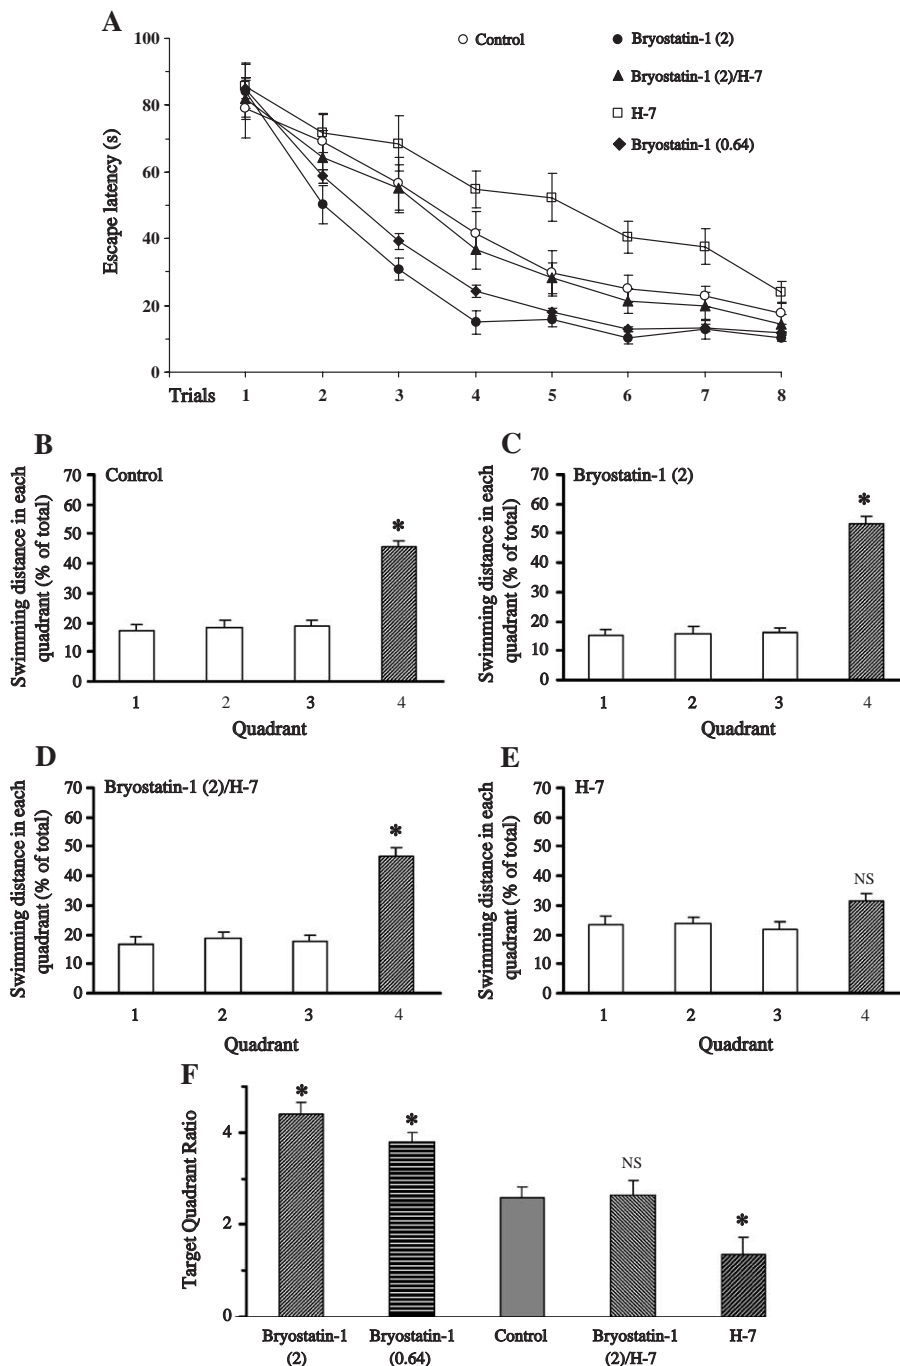 A
100
80
60
40
20
0
Escape latency (s)
Control
Bryostatin-1 (2)
Bryostatin-1 (2)/H-7
H-7
Bryostatin-1 (0.64)
Trials 1 2 3 4 5 6 7 8
B
Control
Swimming distance in each
quadrant (% of total)
70
60
50
40
30
20
10
0
*
1 2 3 4
Quadrant
C
Bryostatin-1 (2)
Swimming distance in each
quadrant (% of total)
70
60
50
40
30
20
10
0
*
1 2 3 4
Quadrant
D
Bryostatin-1 (2)/H-7
Swimming distance in each
quadrant (% of total)
70
60
50
40
30
20
10
0
*
1 2 3 4
Quadrant
E
H-7
Swimming distance in each
quadrant (% of total)
70
60
50
40
30
20
10
0
NS
1 2 3 4
Quadrant
F
Target Quadrant Ratio
4
2
0
* * NS *
Bryostatin-1
(2)
Bryostatin-1
(0.64)
Control
Bryostatin-1
(2)/H-7
H-7